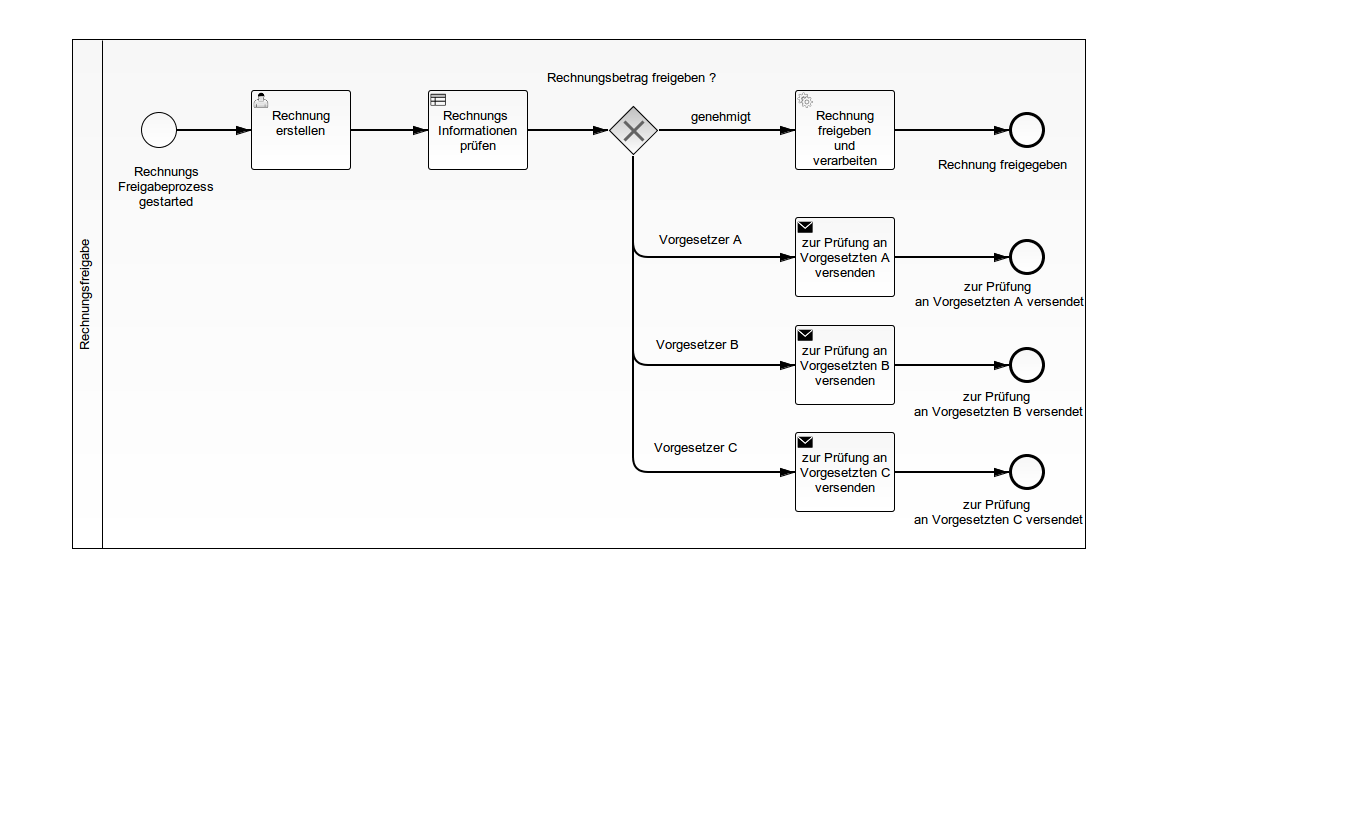 Rechnungsfreigabe
Rechnungs
Freigabeprozess
gestarted
Rechnung
erstellen
Rechnungs
Informationen
prüfen
Rechnungsbetrag freigeben ?
genehmigt
Rechnung
freigeben
und
verarbeiten
Rechnung freigegeben
Vorgesetzer A
zur Prüfung an
Vorgesetzten A
versenden
zur Prüfung
an Vorgesetzten A versendet
Vorgesetzer B
zur Prüfung an
Vorgesetzten B
versenden
zur Prüfung
an Vorgesetzten B versendet
Vorgesetzer C
zur Prüfung an
Vorgesetzten C
versenden
zur Prüfung
an Vorgesetzten C versendet